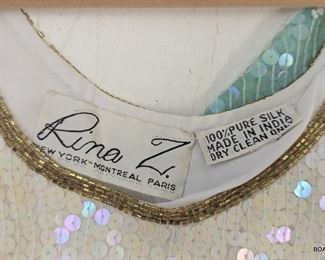 Rina Z.
NEW YORK MONTREAL PARIS
100% PURE SILK
MADE IN INDIA
DRY CLEAN ONLY